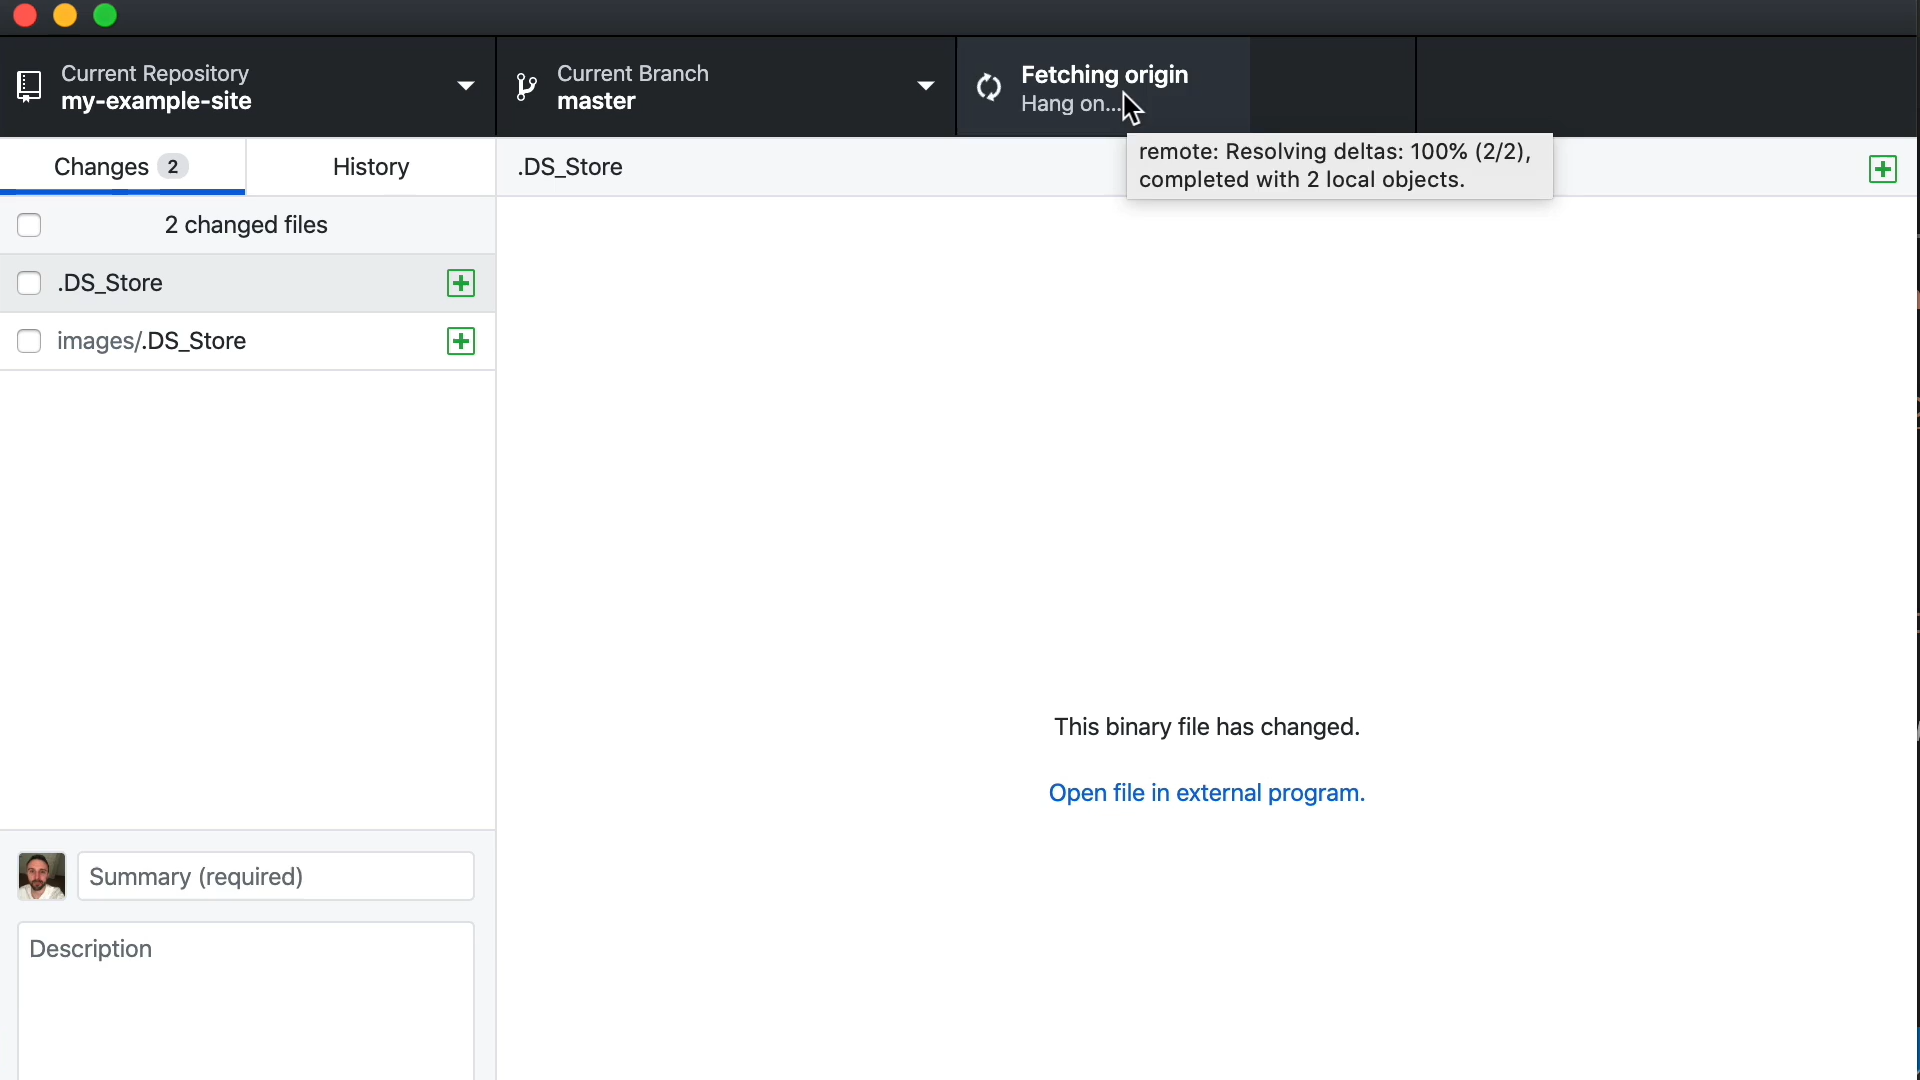 Current Repository
my-example-site
Current Branch
master
Fetching origin
Hang on...
remote: Resolving deltas: 100% (2/2),
completed with 2 local objects.
Changes 2
History
.DS_Store
2 changed files
.DS_Store
images/.DS_Store
This binary file has changed.
Open file in external program.
Summary (required)
Description